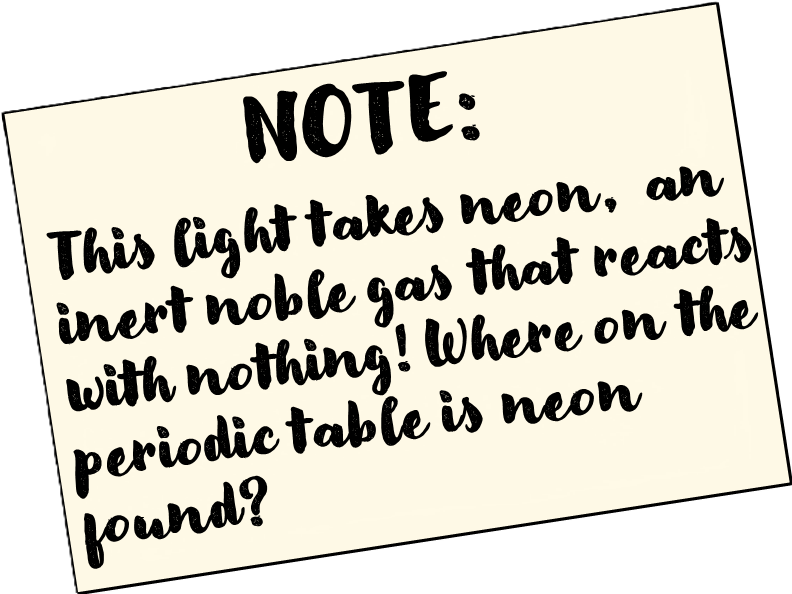 NOTE:
This light takes neon, an
inert noble gas that reacts
with nothing! Where on the
periodic table is neon
found?